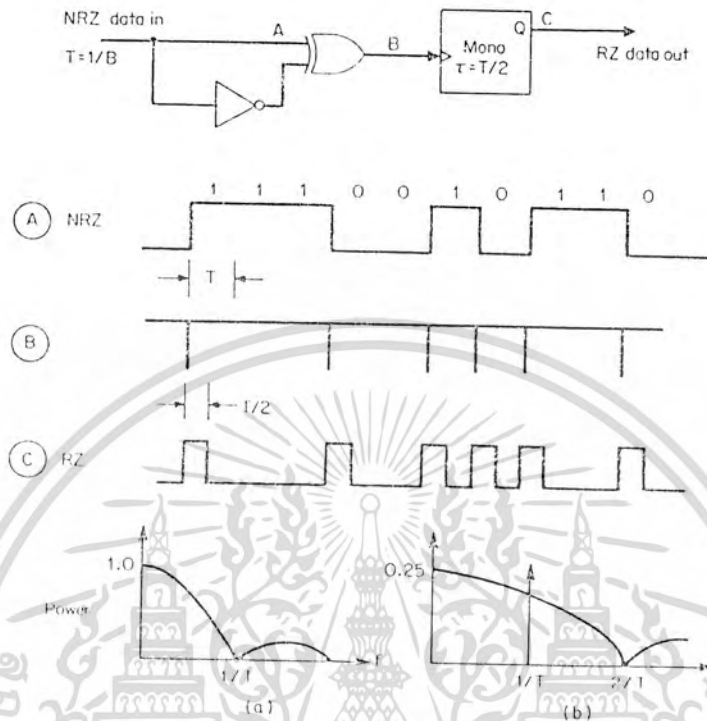 NRZ data in
T=1/B
A
B
Q
C
Mono
τ=T/2
RZ data out
1 1 1 0 0 1 0 1 1 0
A NRZ
T
B
T/2
C RZ
1.0
Power
1/T
f
(a)
0.25
1/T
2/T
(b)